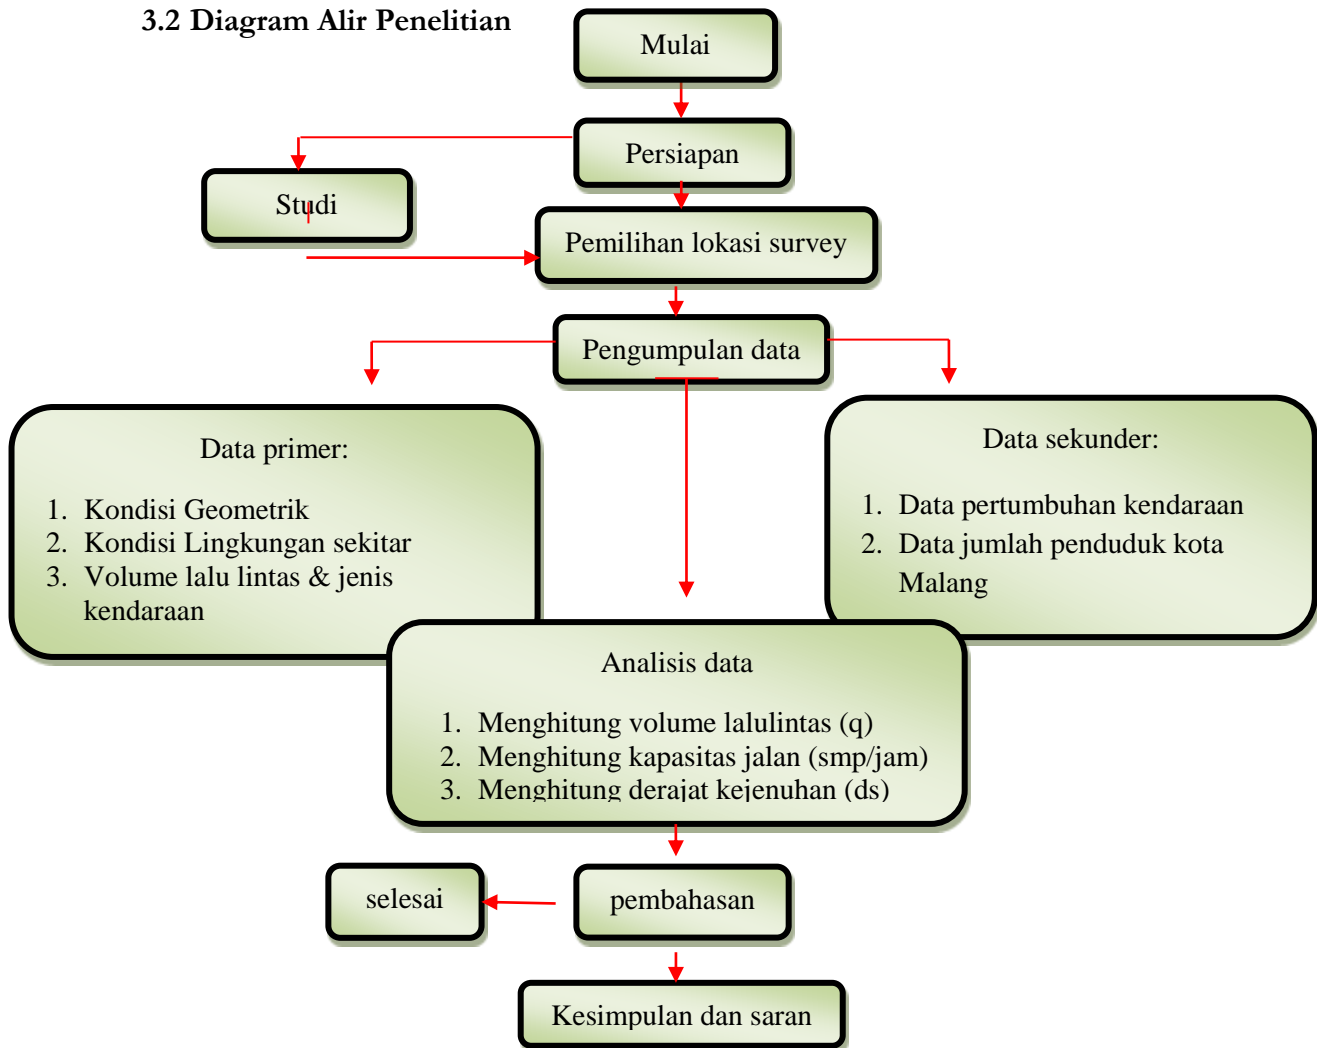 3.2 Diagram Alir Penelitian
Mulai
Persiapan
Studi
Pemilihan lokasi survey
Pengumpulan data
Data primer:
1. Kondisi Geometrik
2. Kondisi Lingkungan sekitar
3. Volume lalu lintas & jenis
kendaraan
Data sekunder:
1. Data pertumbuhan kendaraan
2. Data jumlah penduduk kota
Malang
Analisis data
1. Menghitung volume lalulintas (q)
2. Menghitung kapasitas jalan (smp/jam)
3. Menghitung derajat kejenuhan (ds)
selesai
pembahasan
Kesimpulan dan saran